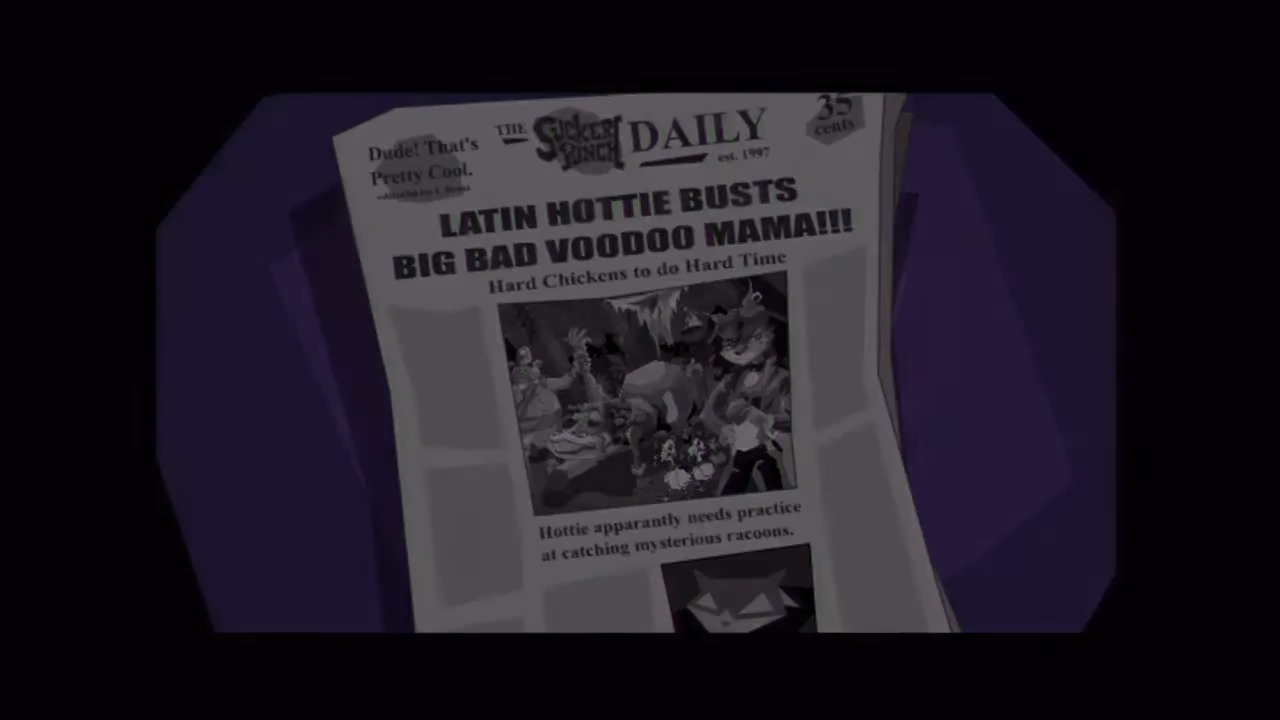 Dude! That's
Pretty Cool.
THE SUCKER PUNCH DAILY
est. 1997
35
cents
LATIN HOTTIE BUSTS
BIG BAD VOODOO MAMA!!!
Hard Chickens to do Hard Time
Hottie apparantly needs practice
at catching mysterious racoons.